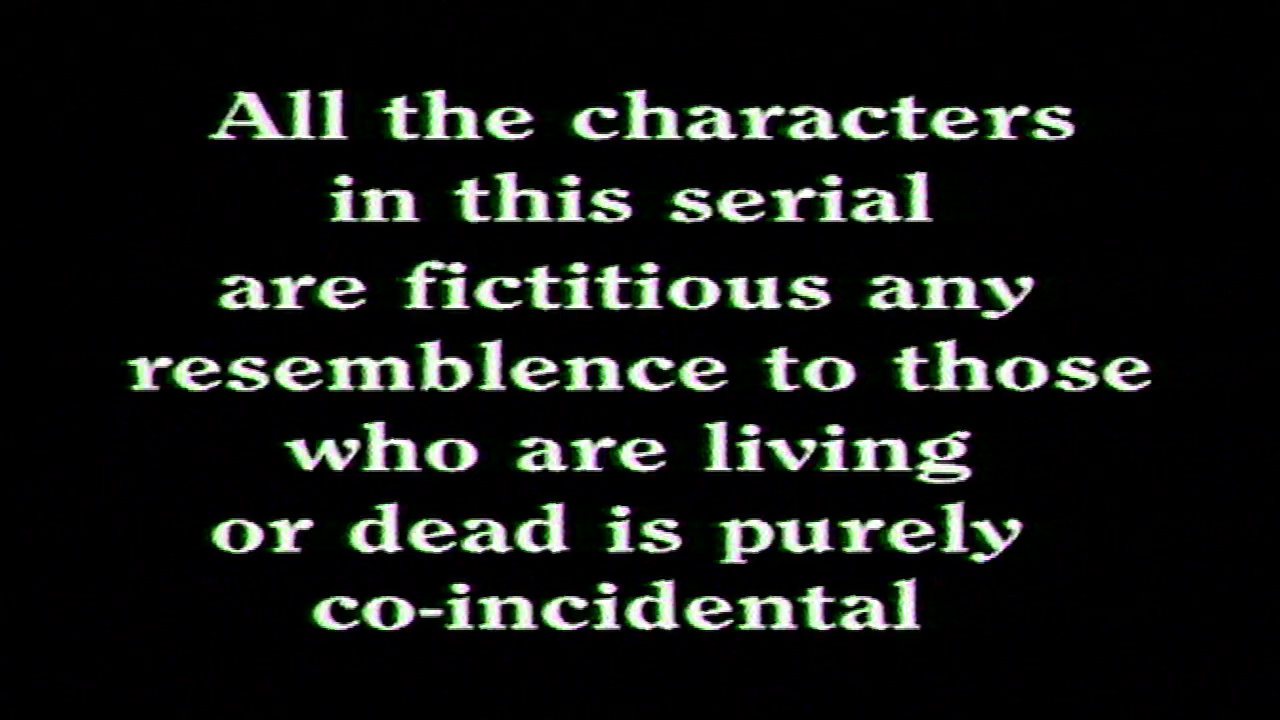 All the characters
in this serial
are fictitious any
resemblence to those
who are living
or dead is purely
co-incidental